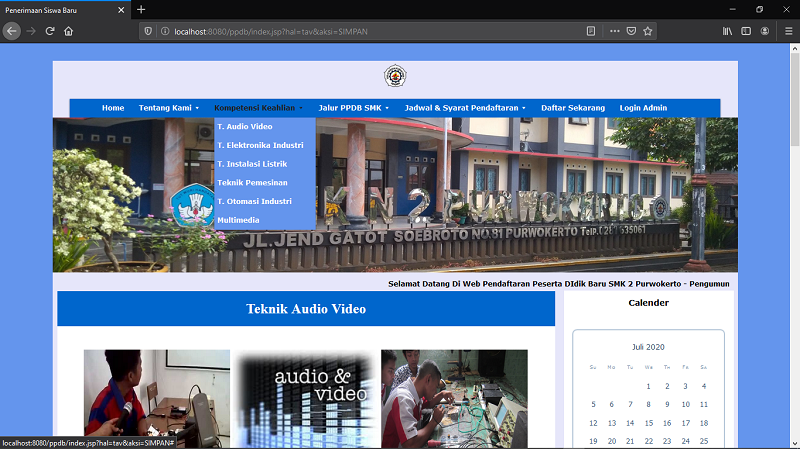 Penerimaan Siswa Baru
localhost:8080/ppdb/index.jsp?hal=tav&aksi=SIMPAN
Home Tentang Kami Kompetensi Keahlian Jalur PPDB SMK Jadwal & Syarat Pendaftaran Daftar Sekarang Login Admin
T. Audio Video
T. Elektronika Industri
T. Instalasi Listrik
Teknik Pemesinan
T. Otomasi Industri
Multimedia
K N 2 PURWOKERTO
JL.JEND GATOT SOEBROTO NO.81 PURWOKERTO Telp.
Selamat Datang Di Web Pendaftaran Peserta DIdik Baru SMK 2 Purwokerto - Pengumun
Teknik Audio Video
audio &
video
Calender
Juli 2020
Su Mo Tu We Th Fr Sa
1 2 3 4
5 6 7 8 9 10 11
12 13 14 15 16 17 18
19 20 21 22 23 24 25
localhost:8080/ppdb/index.jsp?hal=tav&aksi=SIMPAN#